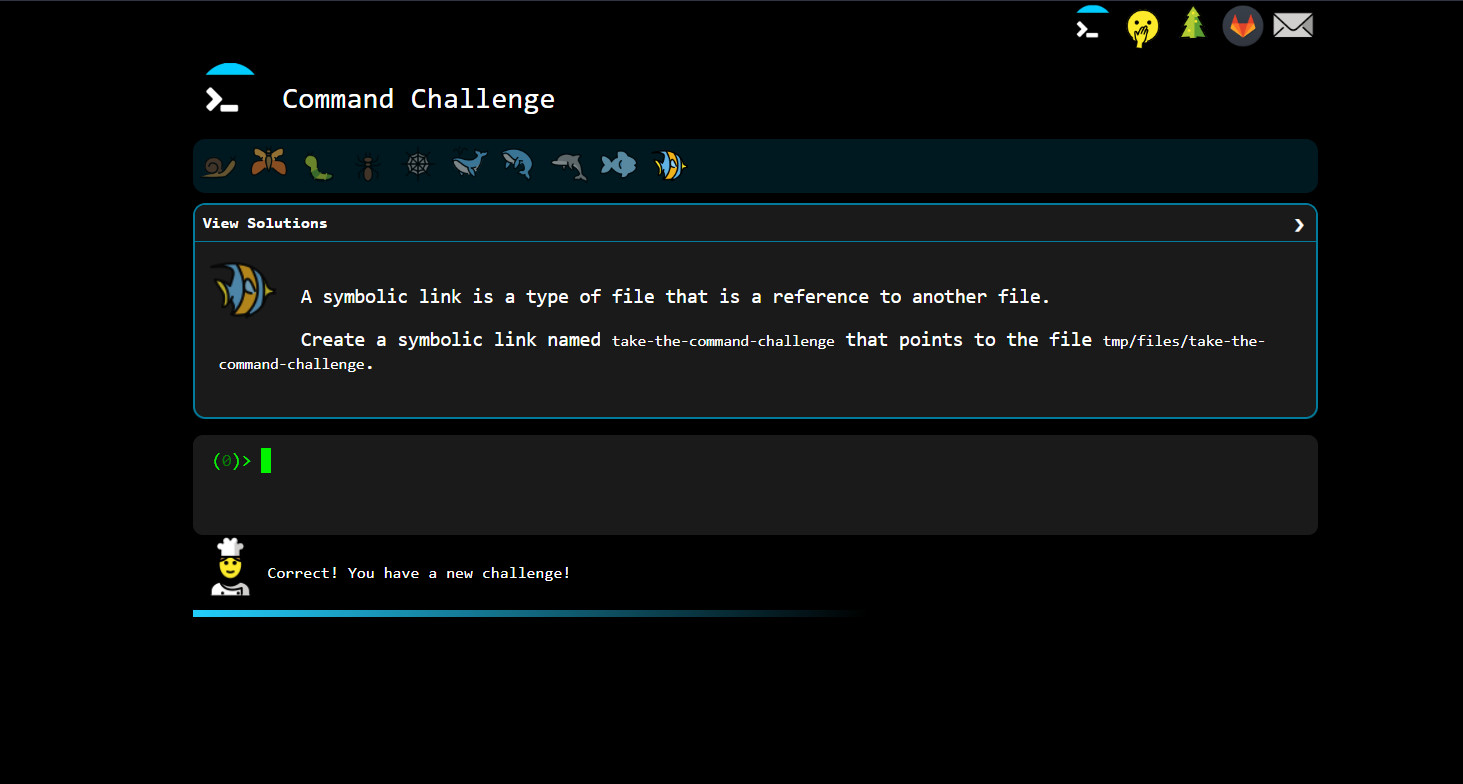 Command Challenge
View Solutions
A symbolic link is a type of file that is a reference to another file.
Create a symbolic link named take-the-command-challenge that points to the file tmp/files/take-the-
command-challenge.
(0)>
Correct! You have a new challenge!